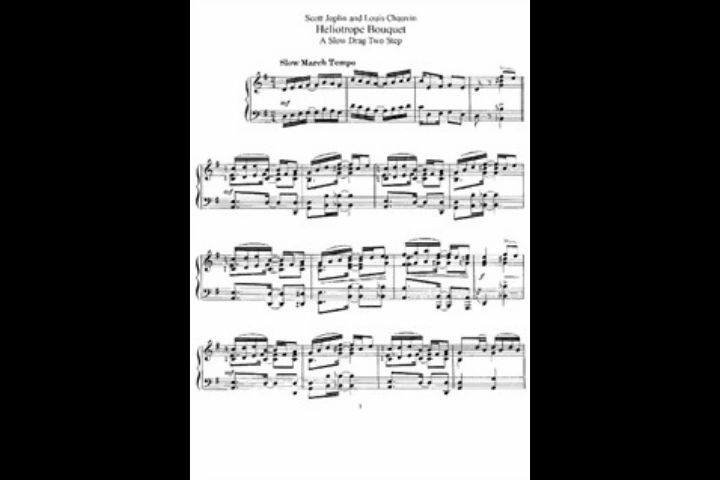 Scott Joplin and Louis Chauvin
Heliotrope Bouquet
A Slow Drag Two Step
Slow March Tempo
mf
mf
f
mf
1